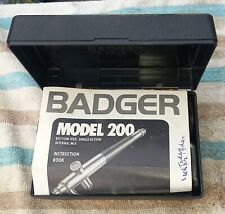 BADGER
MODEL 200
BOTTOM FEED, SINGLE ACTION
INTERNAL MIX
INSTRUCTION
BOOK